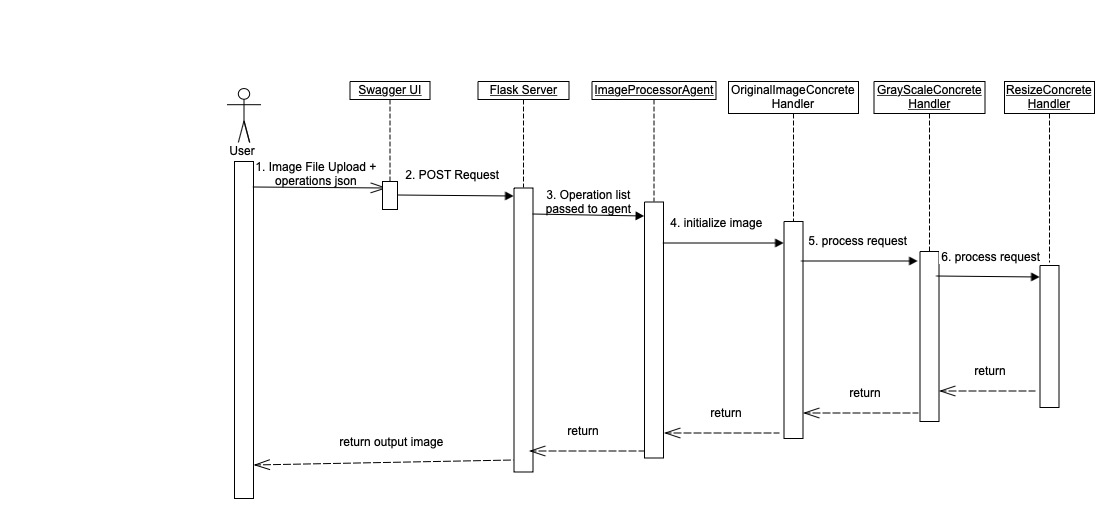 Swagger UI
Flask Server
ImageProcessorAgent
OriginalImageConcrete
Handler
GrayScaleConcrete
Handler
ResizeConcrete
Handler
User
1. Image File Upload +
operations json
2. POST Request
3. Operation list
passed to agent
4. initialize image
5. process request
6. process request
return
return
return
return
return output image